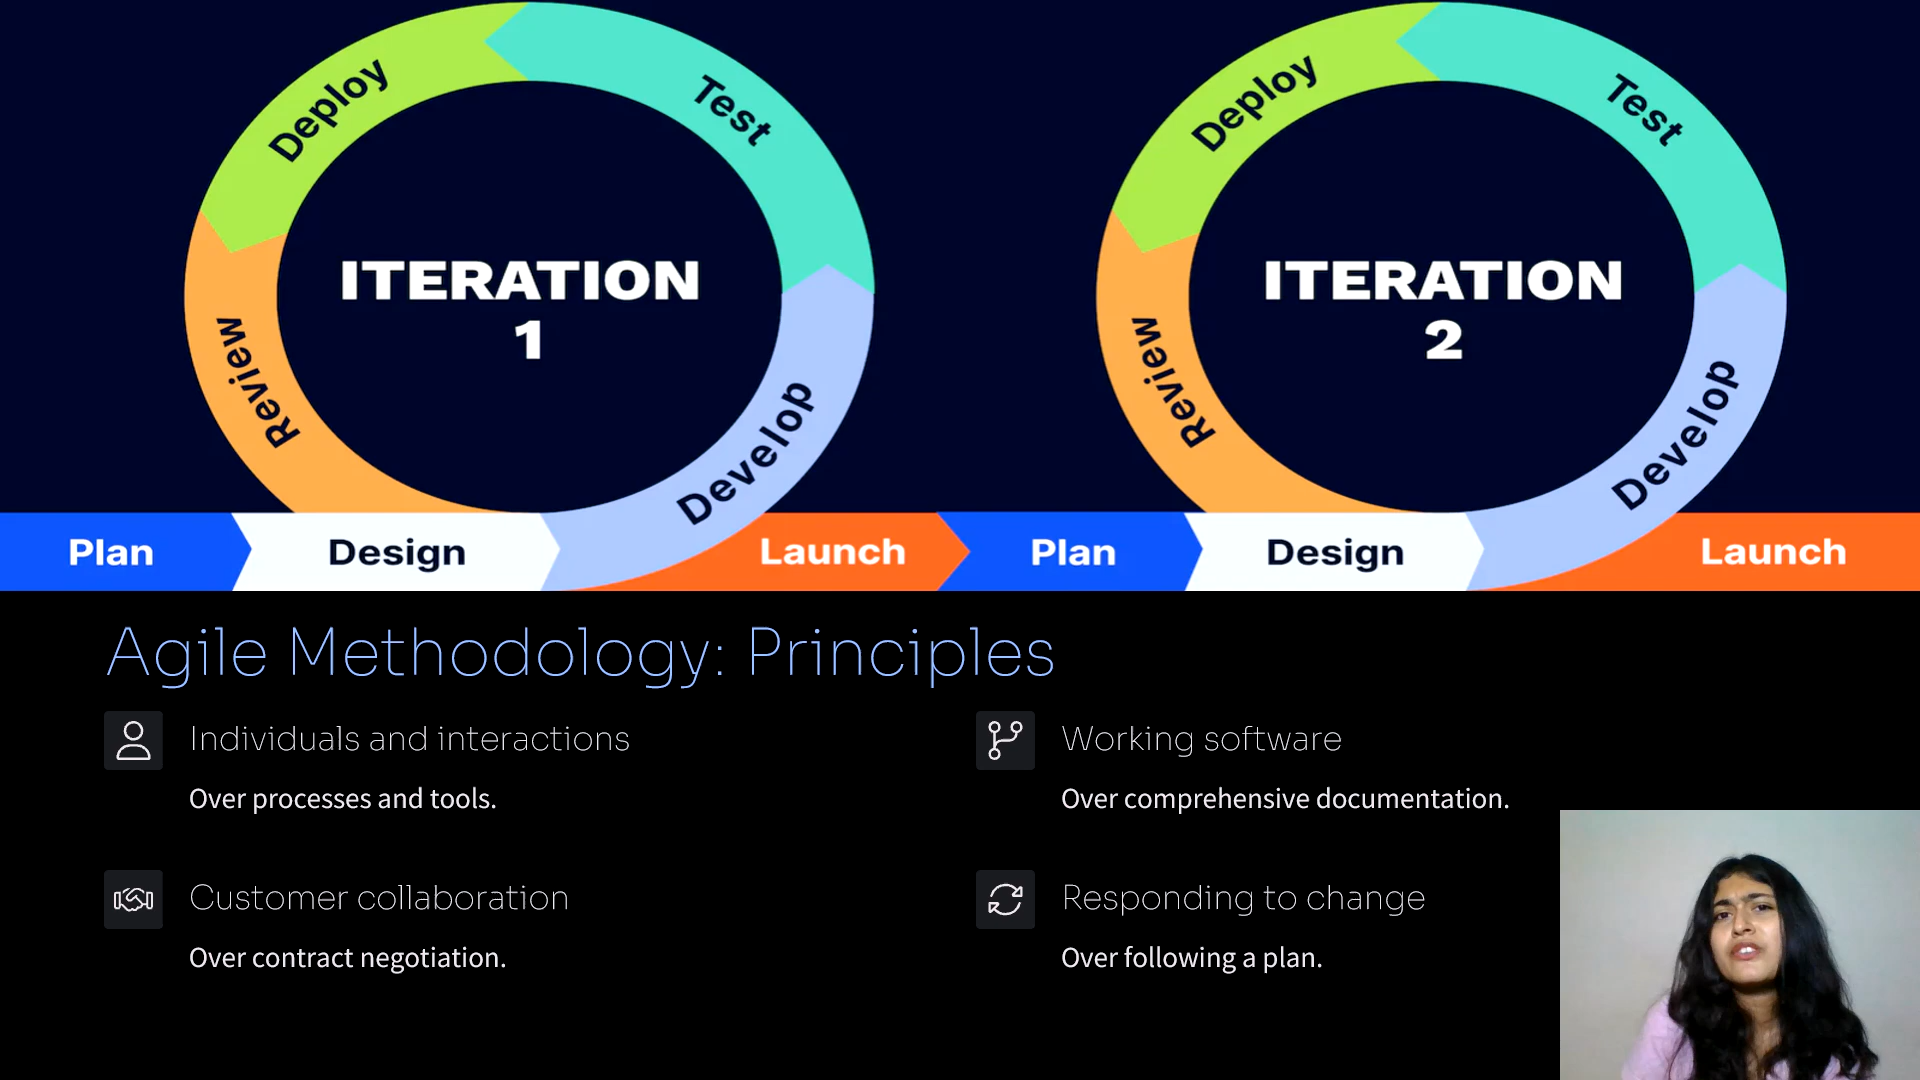 Deploy
Test
ITERATION
1
Review
Develop
Deploy
Test
ITERATION
2
Review
Develop
Plan
Design
Launch
Plan
Design
Launch
Agile Methodology: Principles
Individuals and interactions
Over processes and tools.
Working software
Over comprehensive documentation.
Customer collaboration
Over contract negotiation.
Responding to change
Over following a plan.